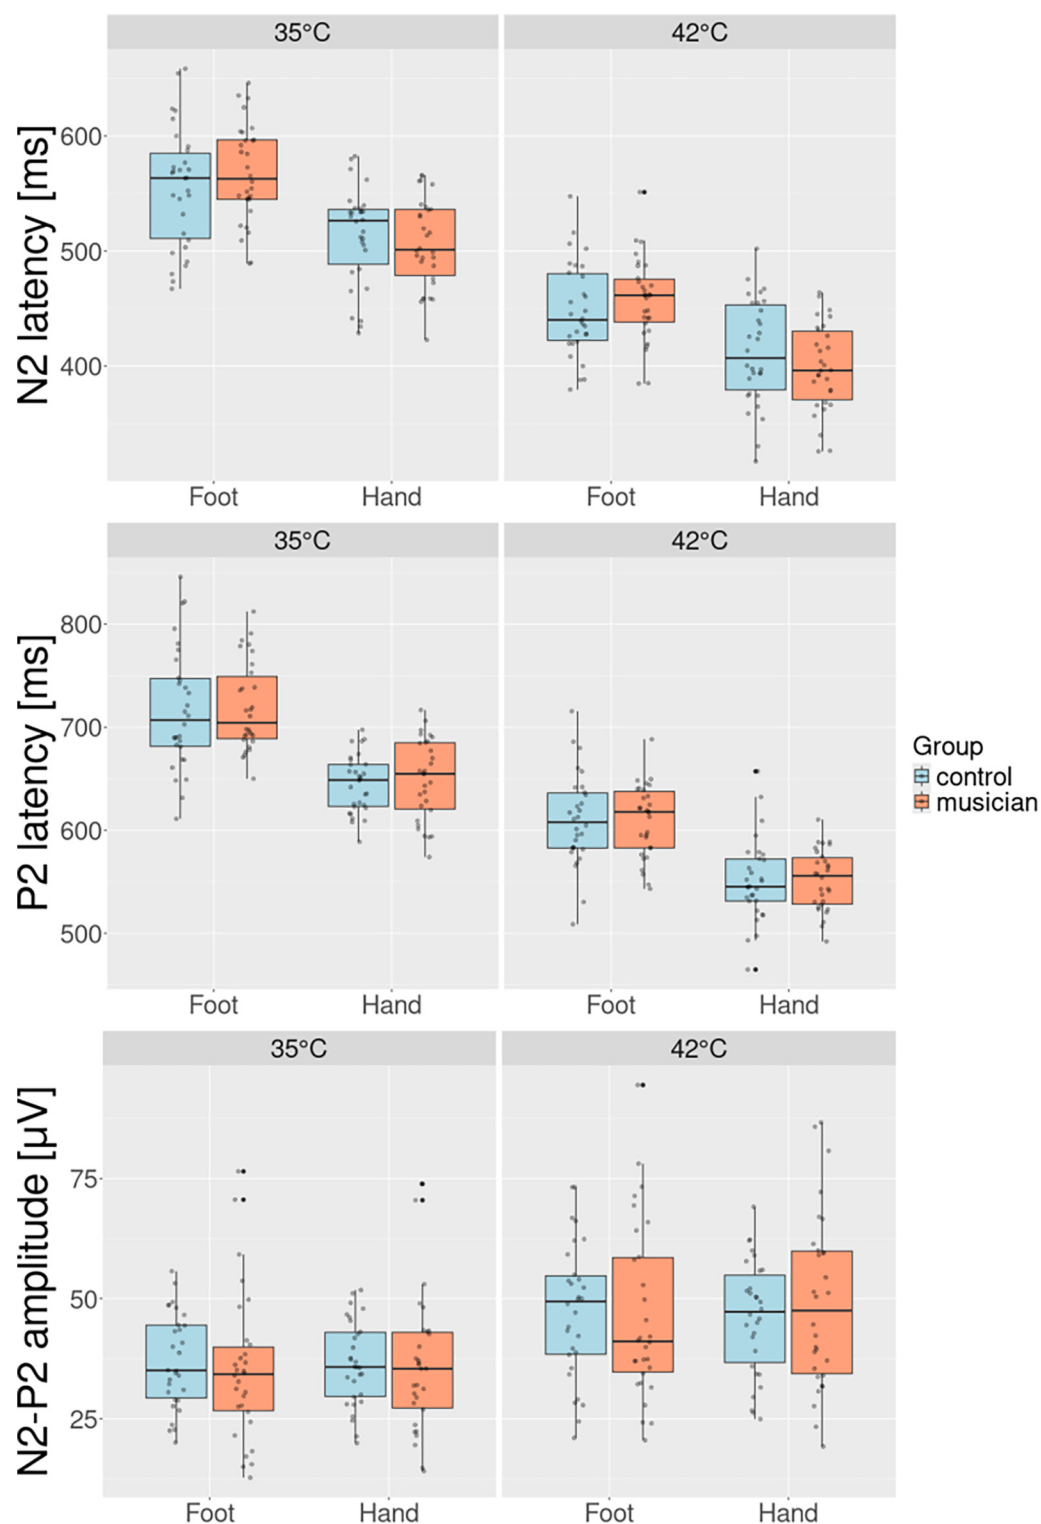 35°C 42°C
N2 latency [ms]
600
500
400
Foot Hand Foot Hand
35°C 42°C
P2 latency [ms]
800
700
600
500
Foot Hand Foot Hand
Group
control
musician
35°C 42°C
N2-P2 amplitude [µV]
75
50
25
Foot Hand Foot Hand